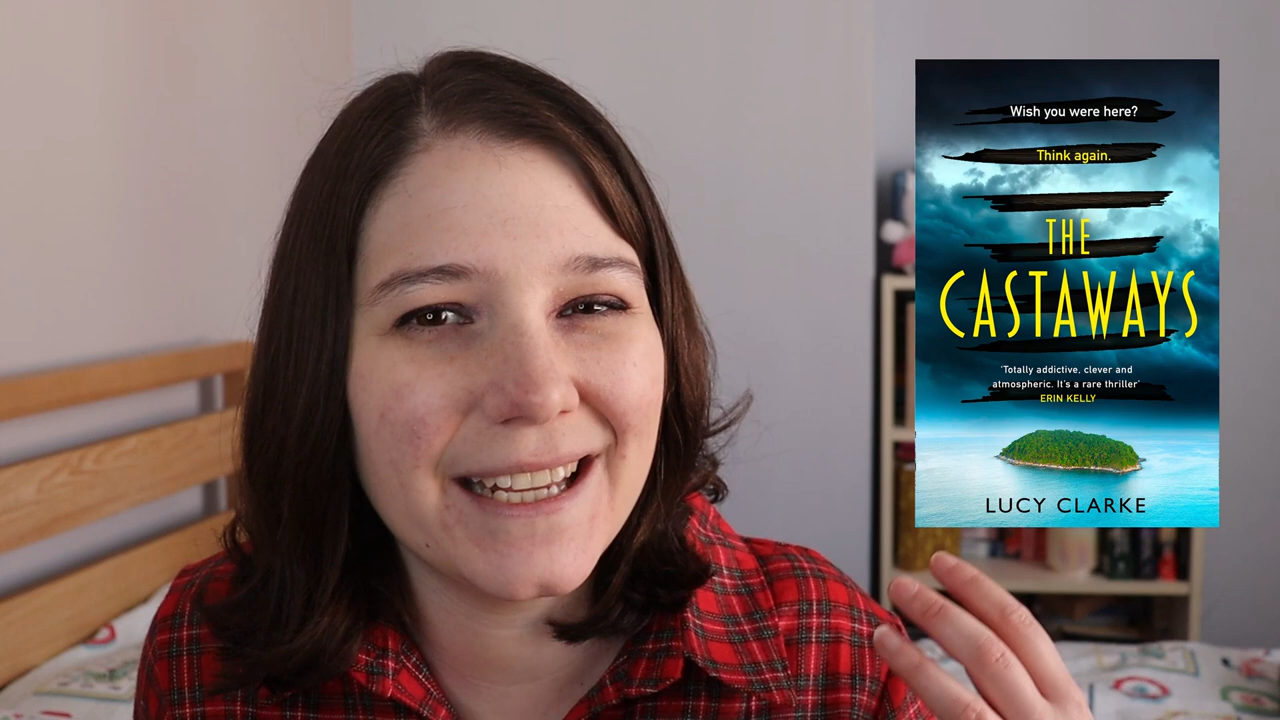 Wish you were here?
Think again.
THE
CASTAWAYS
‘Totally addictive, clever and
atmospheric. It’s a rare thriller’
ERIN KELLY
LUCY CLARKE